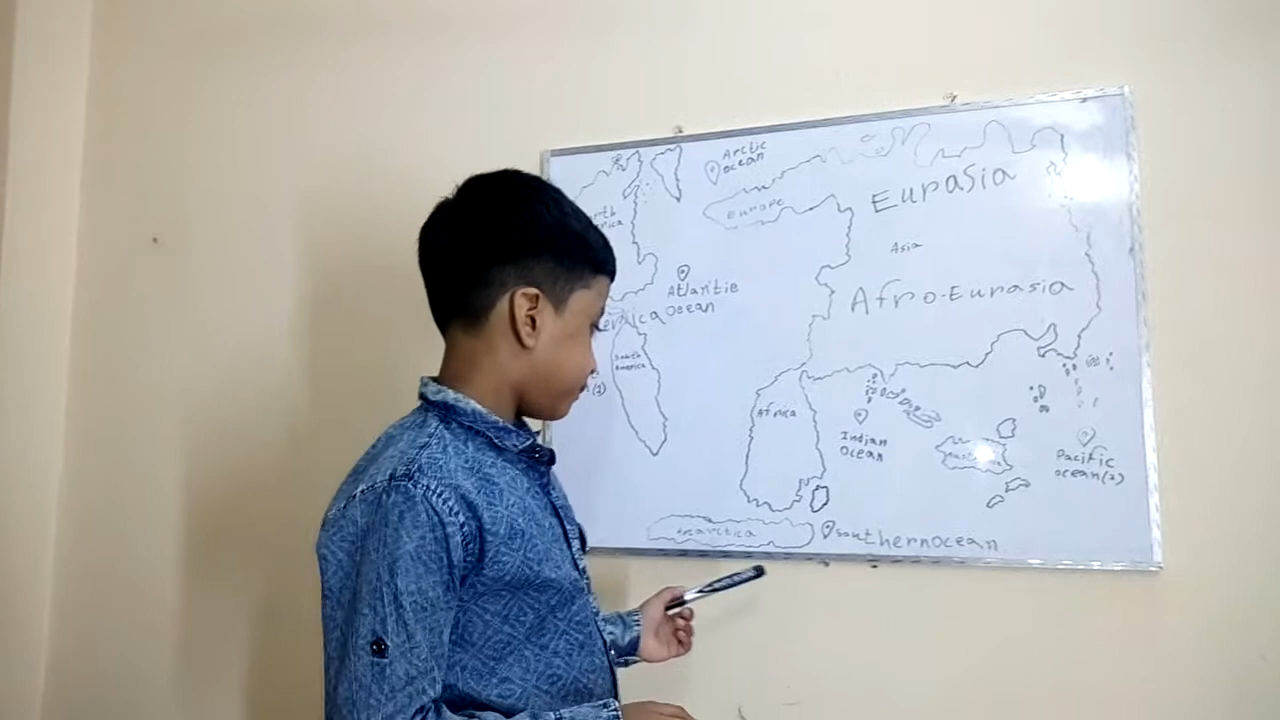 Arctic
ocean
Europe
Eurasia
Asia
Atlantic
ocean
Afro-Eurasia
South
America
Africa
Indian
ocean
Pacific
ocean(2)
Antarctica
Southernocean